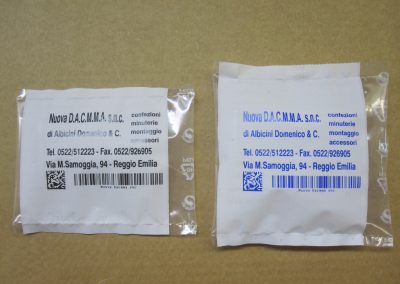 Nuova D.A.C.M.M.A. s.n.c.
di Albicini Domenico & C.
confezioni
minuterie
montaggio
accessori
Tel. 0522/512223 - Fax. 0522/926905
Via M.Samoggia, 94 - Reggio Emilia
Nuova D.A.C.M.M.A. s.n.c.
di Albicini Domenico & C.
confezioni
minuterie
montaggio
accessori
Tel. 0522/512223 - Fax. 0522/926905
Via M.Samoggia, 94 - Reggio Emilia